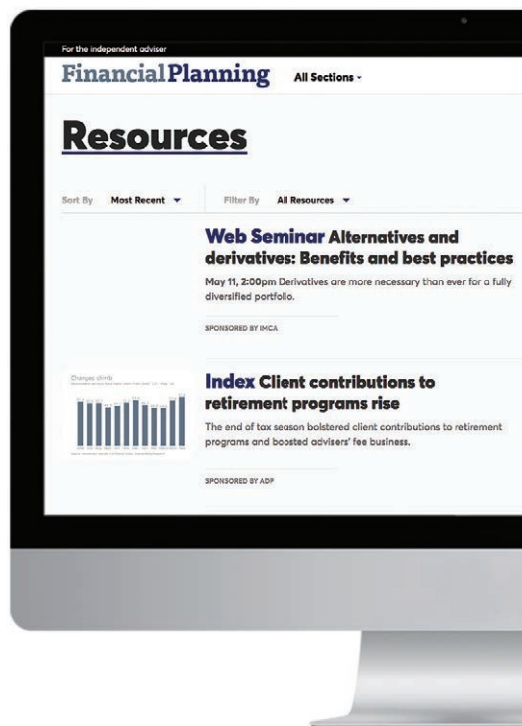 For the independent adviser
FinancialPlanning All Sections
Resources
Sort By Most Recent Filter By All Resources
Web Seminar Alternatives and
derivatives: Benefits and best practices
May 11, 2:00pm Derivatives are more necessary than ever for a fully
diversified portfolio.
SPONSORED BY IMCA
Index Client contributions to
retirement programs rise
The end of tax season bolstered client contributions to retirement
programs and boosted advisers' fee business.
SPONSORED BY ADP
Changes climb